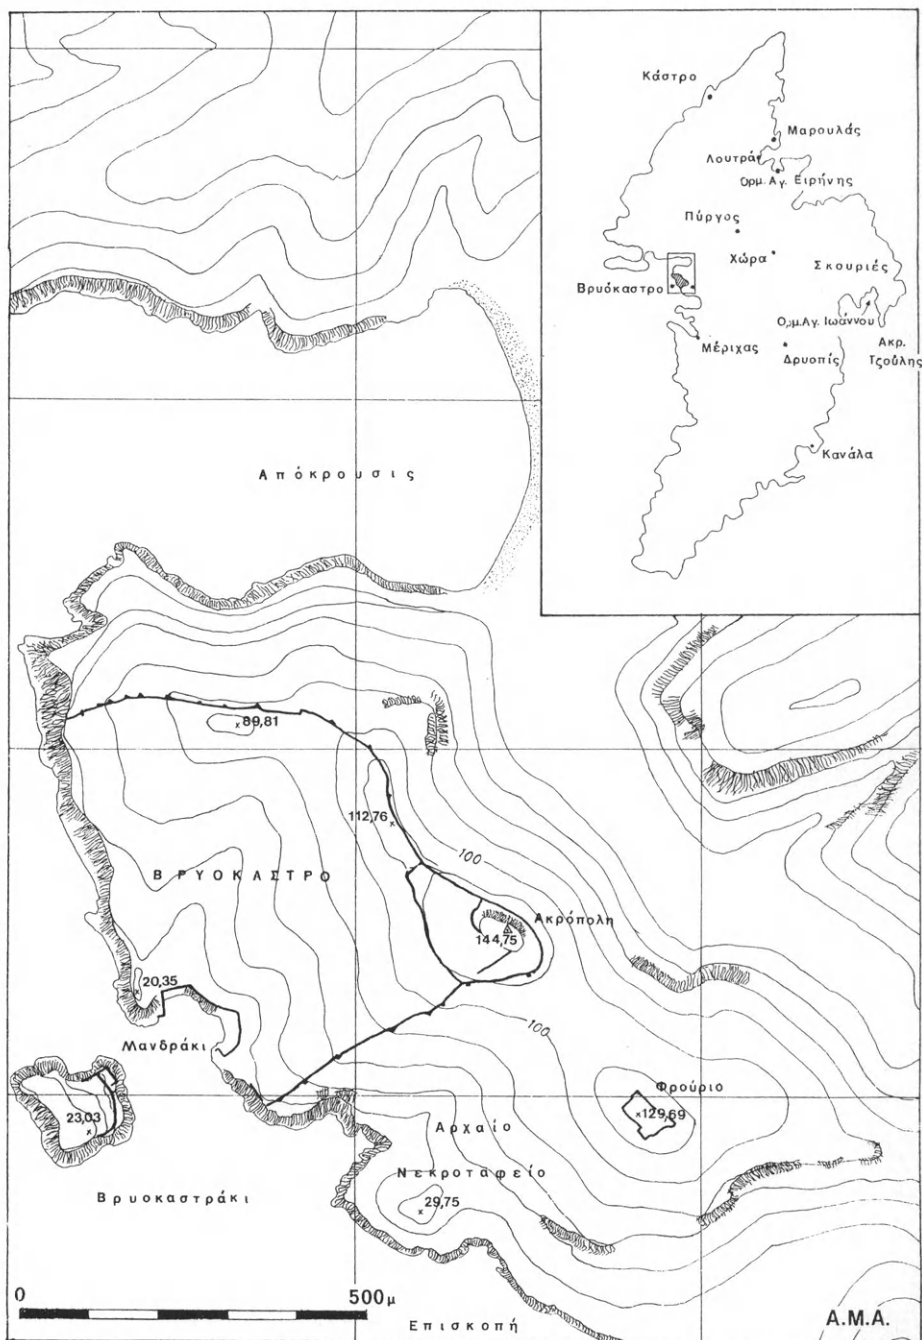 Κάστρο
Μαρουλάς
Λουτρά
Ορμ. Αγ. Ειρήνης
Πύργος
Χώρα
Σκουριές
Βρυόκαστρο
Ορμ. Αγ. Ιωάννου
Ακρ.
Τζούλης
Μέριχας
Δρυοπίς
Κανάλα
Απόκρουσις
89,81
112,76
100
ΒΡΥΟΚΑΣΤΡΟ
Ακρόπολη
144,75
20,35
100
Μανδράκι
Φρούριο
129,69
23,03
Αρχαίο
Νεκροταφείο
Βρυοκαστράκι
29,75
0 500μ
Επισκοπή
Α.Μ.Α.